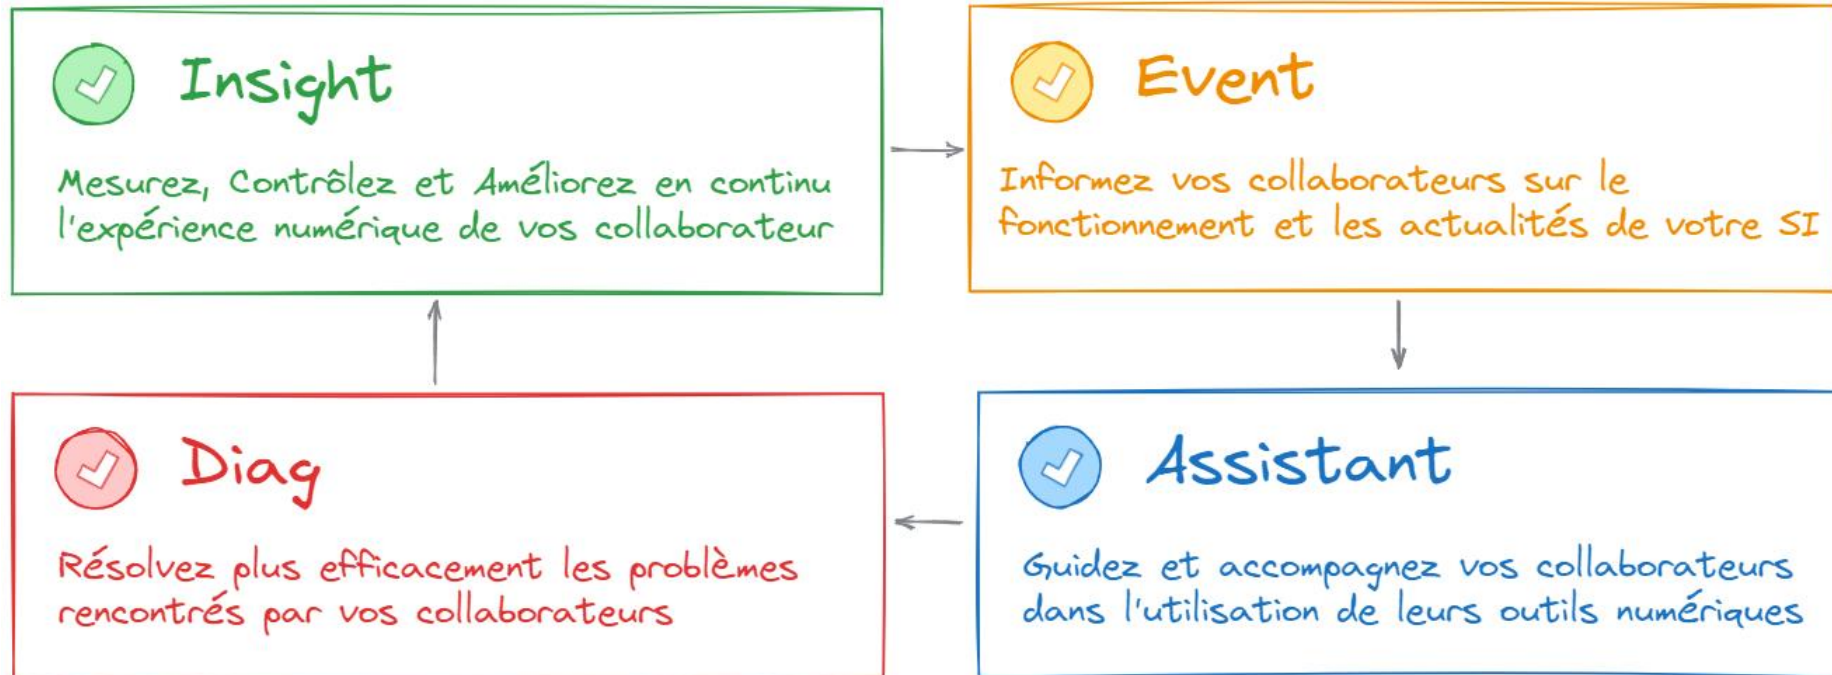 Insight
Mesurez, Contrôlez et Améliorez en continu
l'expérience numérique de vos collaborateur
Event
Informez vos collaborateurs sur le
fonctionnement et les actualités de votre SI
Diag
Résolvez plus efficacement les problèmes
rencontrés par vos collaborateurs
Assistant
Guidez et accompagnez vos collaborateurs
dans l'utilisation de leurs outils numériques